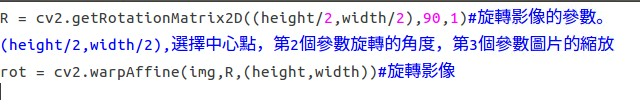 R = cv2.getRotationMatrix2D((height/2,width/2),90,1)#旋轉影像的參數。
(height/2,width/2),選擇中心點，第2個參數旋轉的角度，第3個參數圖片的縮放
rot = cv2.warpAffine(img,R,(height,width))#旋轉影像